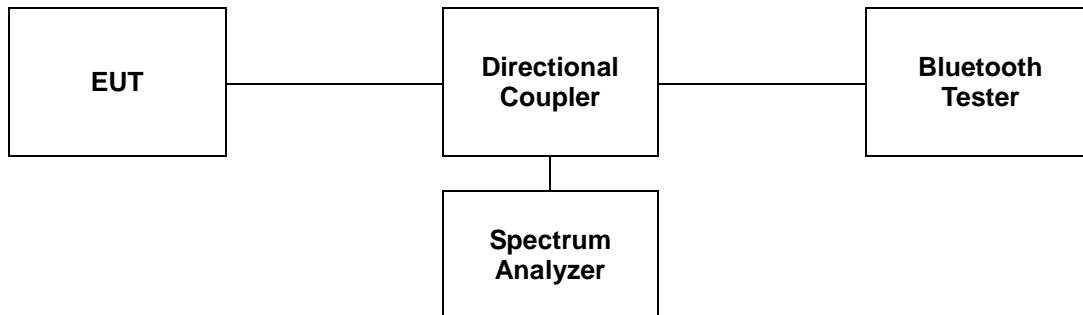 EUT
Directional
Coupler
Bluetooth
Tester
Spectrum
Analyzer